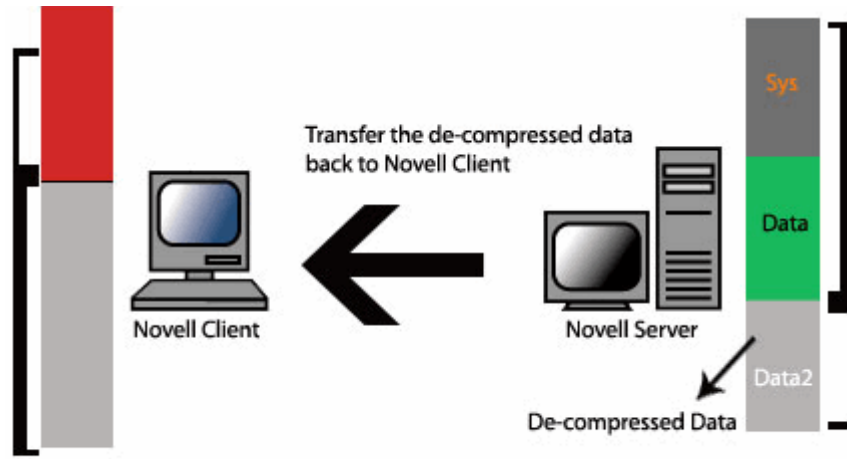 Sys
Transfer the de-compressed data
back to Novell Client
Data
Novell Client
Novell Server
Data2
De-compressed Data